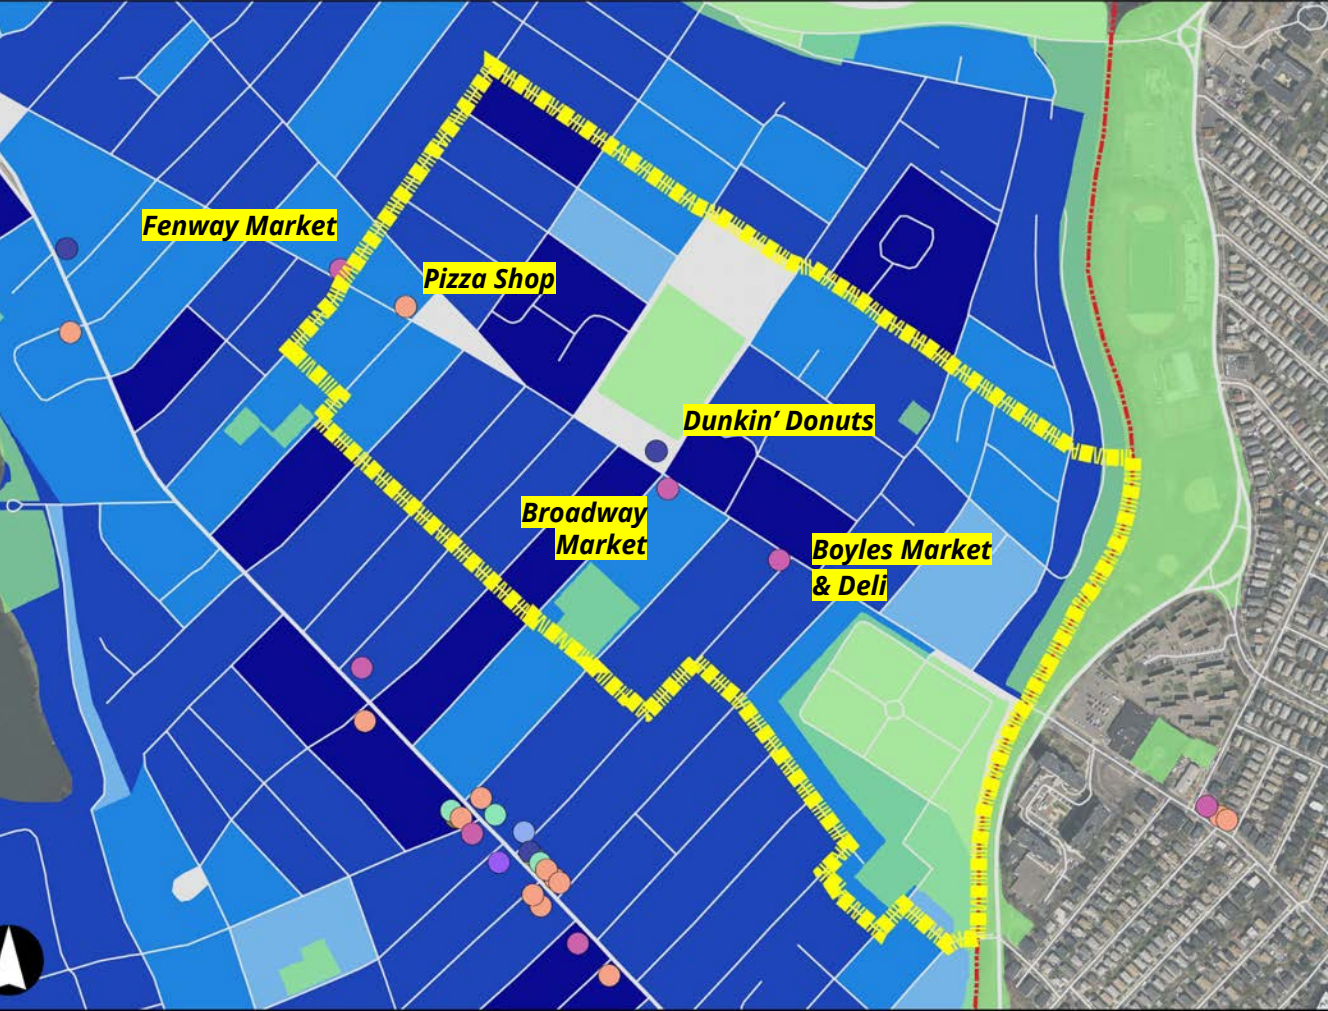 Fenway Market
Pizza Shop
Dunkin’ Donuts
Broadway
Market
Boyles Market
& Deli